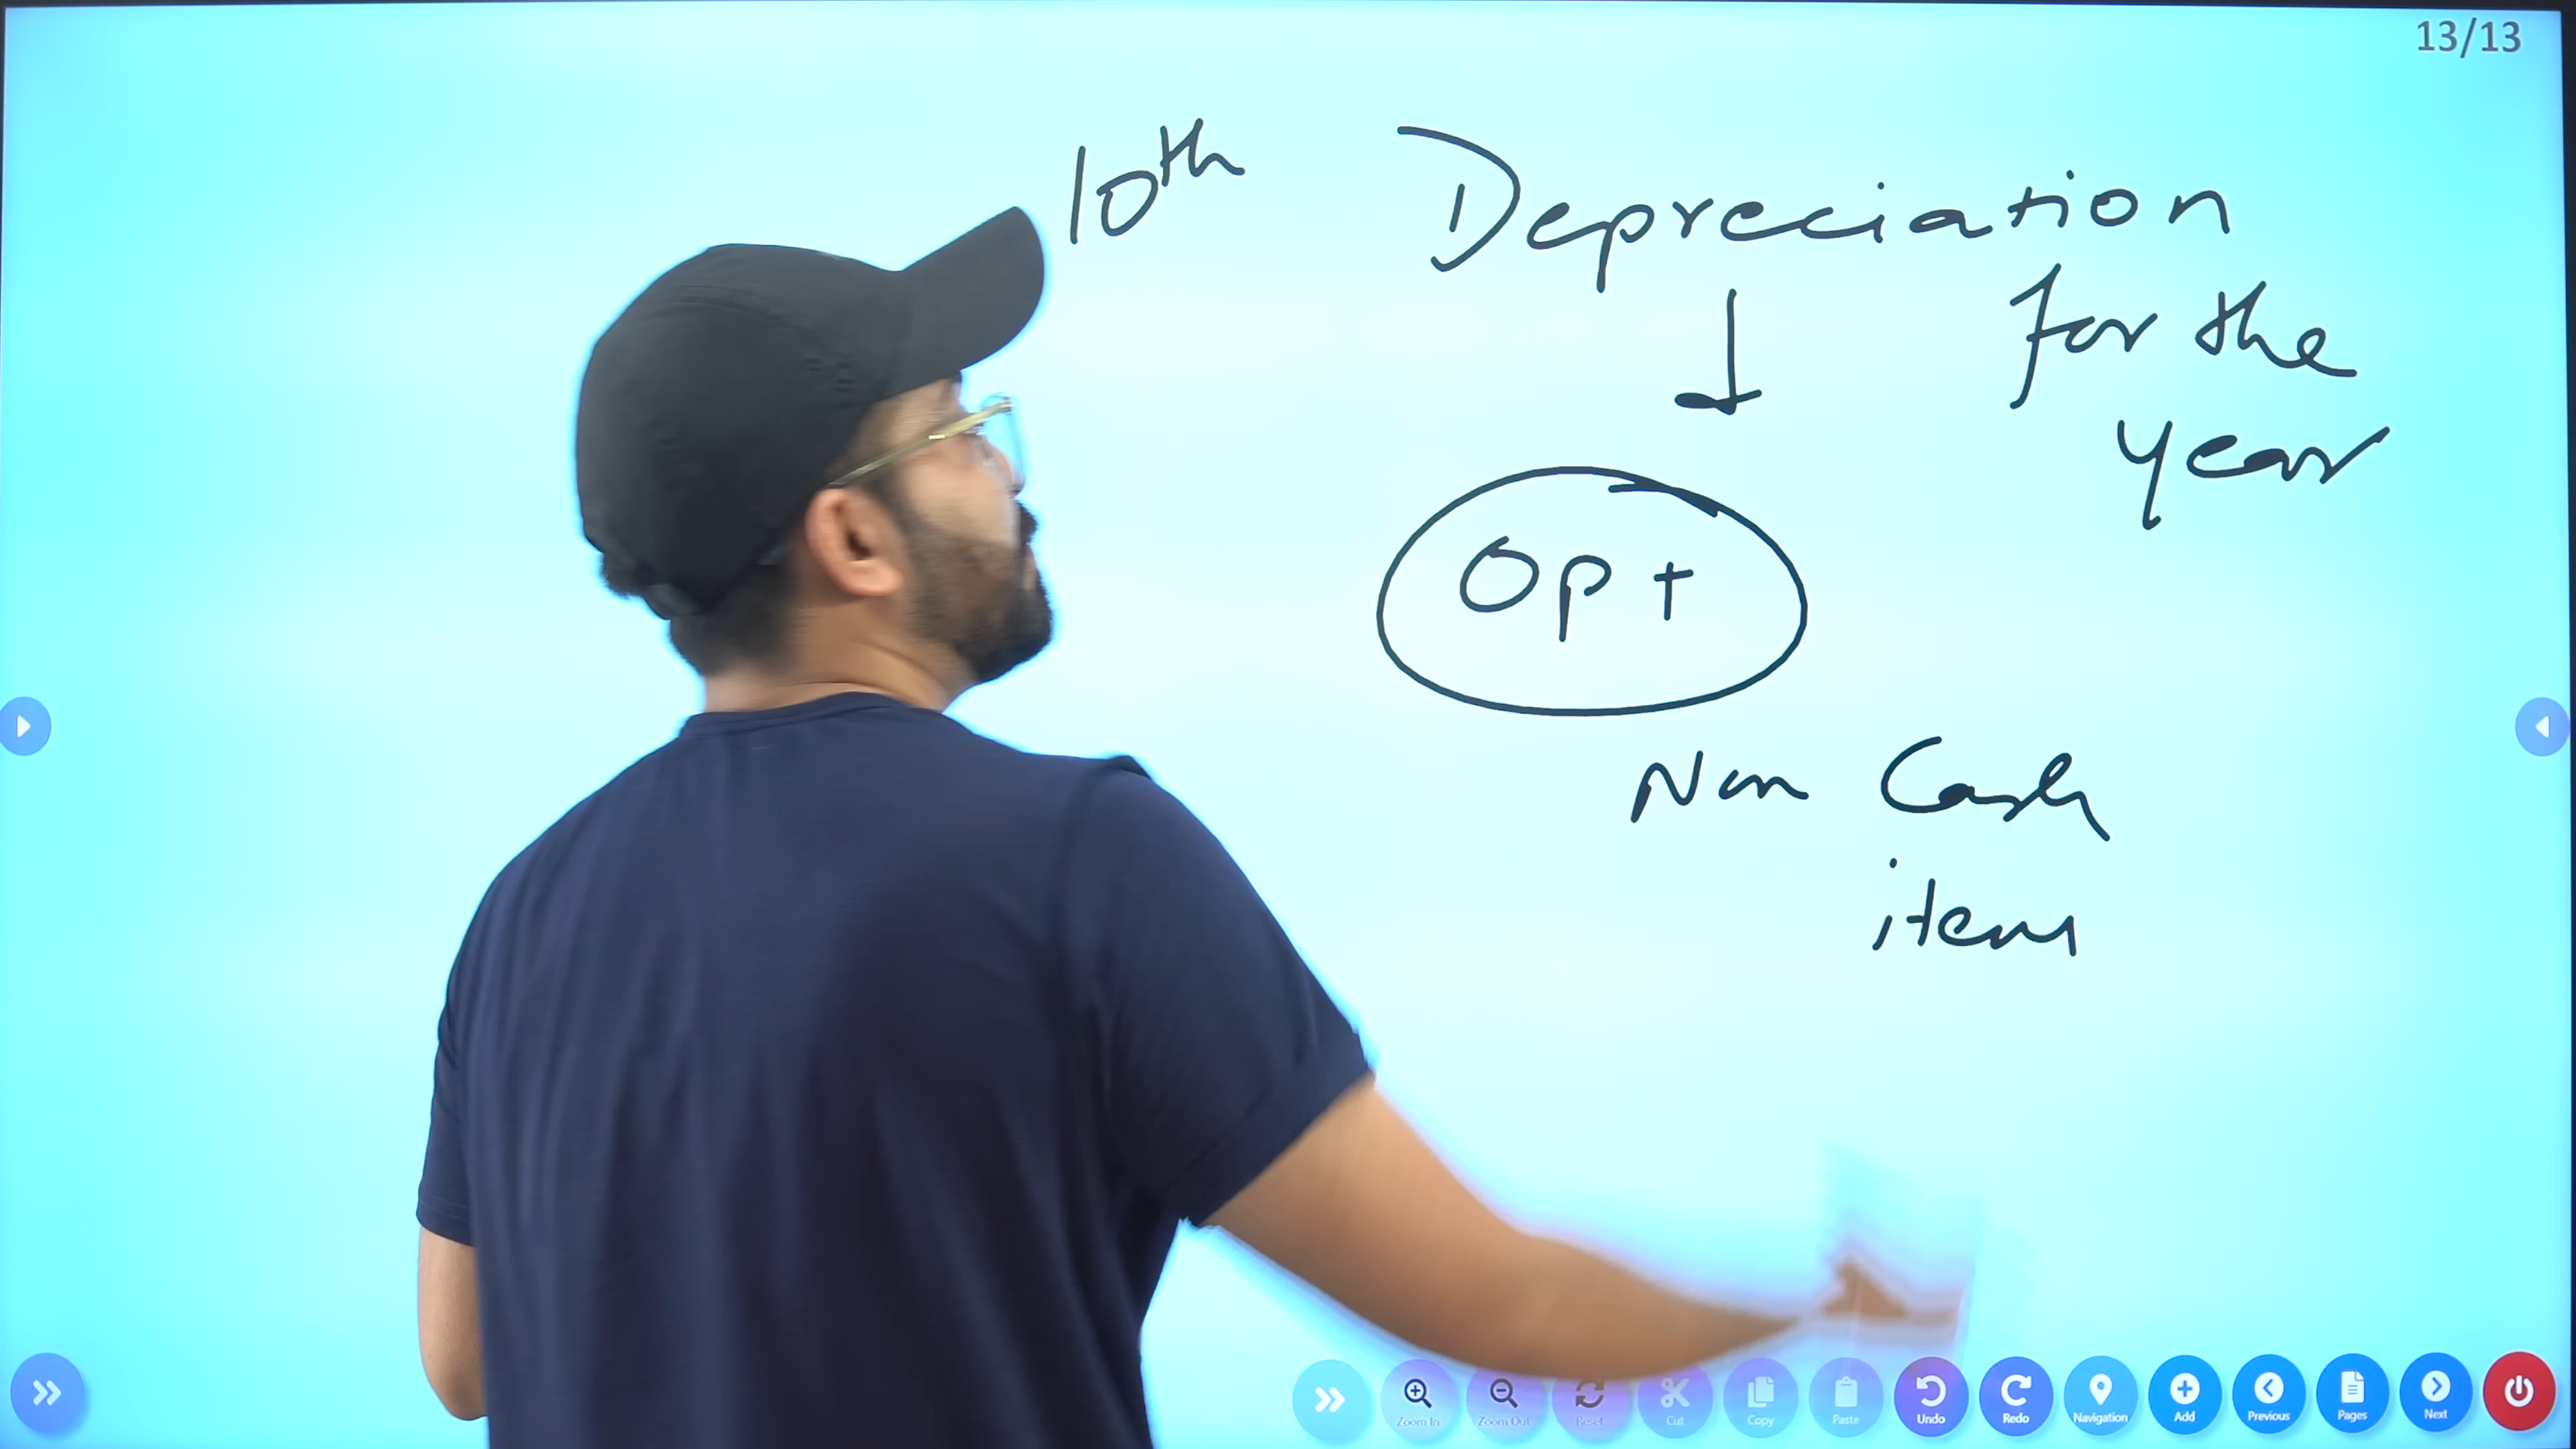 13/13
10th Depreciation
for the
year
OP +
Non Cash
item
Zoom In Zoom Out Reset Cut Copy Paste Undo Redo Navigation Add Previous Pages Next